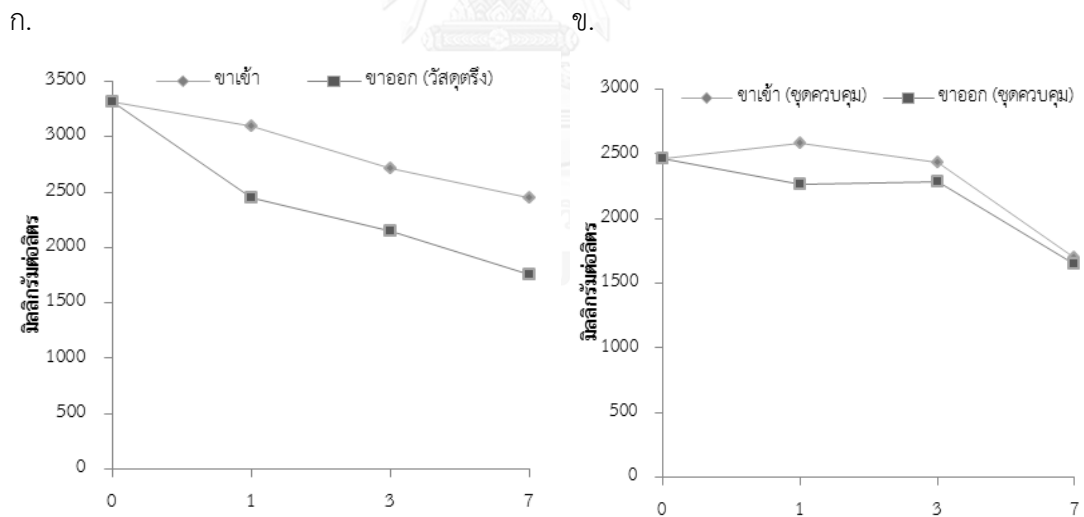 ก.
ข.
ขาเข้า
ขาออก (วัสดุตรึง)
3500
3000
2500
2000
1500
1000
500
0
มิลลิกรัมต่อลิตร
0 1 3 7
ขาเข้า (ชุดควบคุม)
ขาออก (ชุดควบคุม)
3000
2500
2000
1500
1000
500
0
มิลลิกรัมต่อลิตร
0 1 3 7